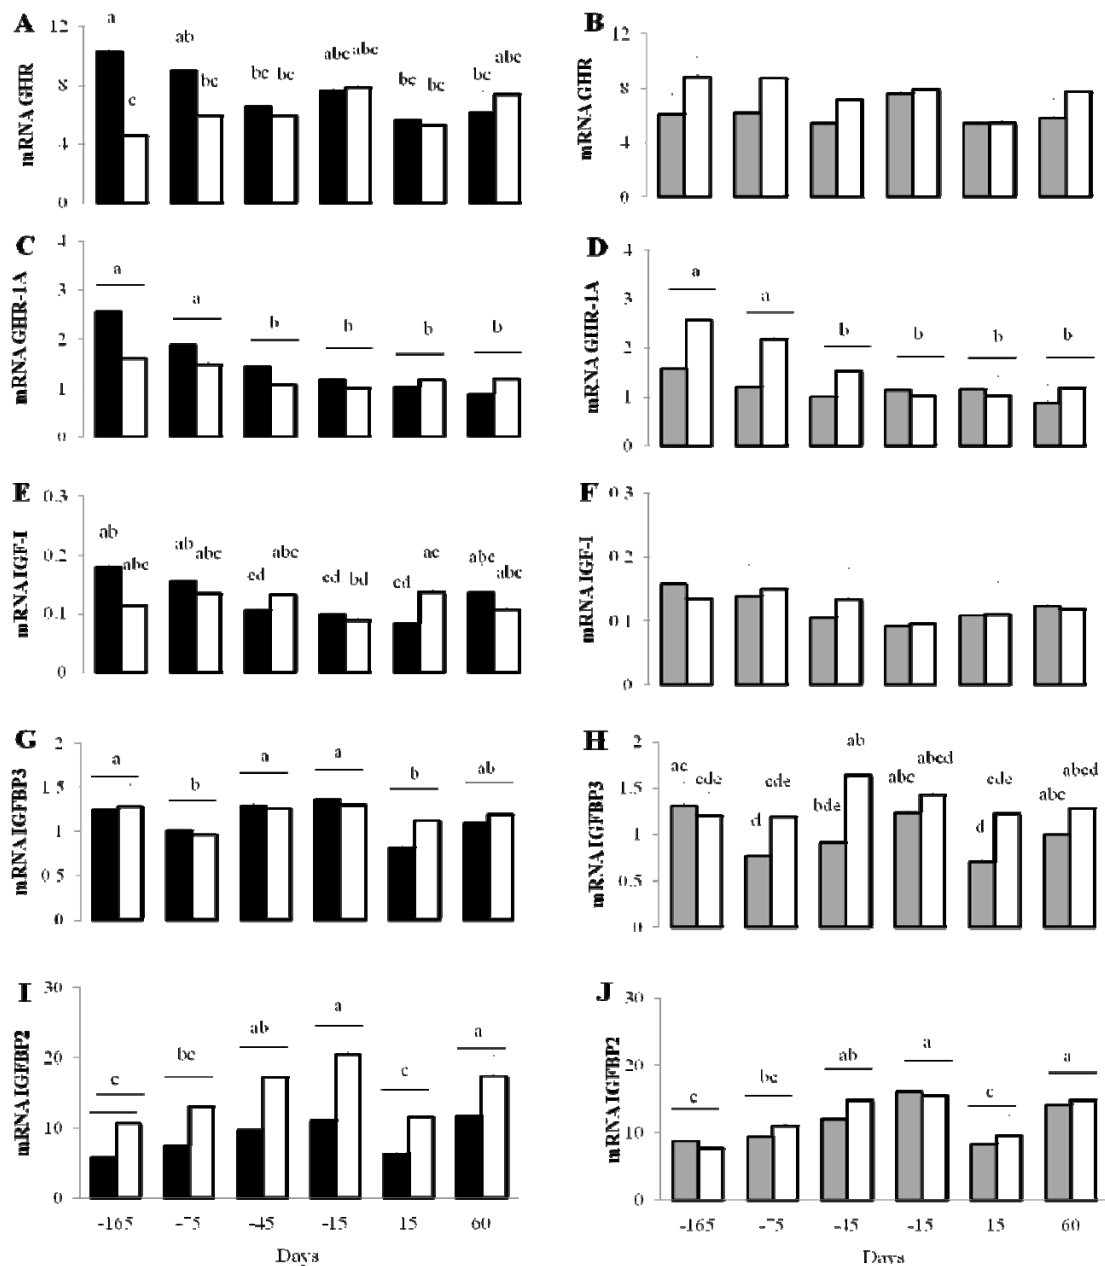 A
mRNA GHR
12
8
4
0
a
c
ab
bc
bc
bc
abc
abc
bc
bc
bc
abc
B
mRNA GHR
12
8
4
0
C
mRNA GHR-1A
4
3
2
1
0
a
a
b
b
b
b
D
mRNA GHR-1A
4
3
2
1
0
a
a
b
b
b
b
E
mRNA IGF-I
0.3
0.2
0.1
0
ab
abc
ab
abc
cd
abc
cd
bd
cd
ac
abc
abc
F
mRNA IGF-I
0.3
0.2
0.1
0
G
mRNA IGFBP3
2
1.5
1
0.5
0
a
b
a
a
b
ab
H
mRNA IGFBP3
2
1.5
1
0.5
0
ac
cde
d
cde
bde
ab
abc
abcd
d
cde
abc
abcd
I
mRNA IGFBP2
30
20
10
0
c
bc
ab
a
c
a
-165
-75
-45
-15
15
60
Days
J
mRNA IGFBP2
30
20
10
0
c
bc
ab
a
c
a
-165
-75
-45
-15
15
60
Days